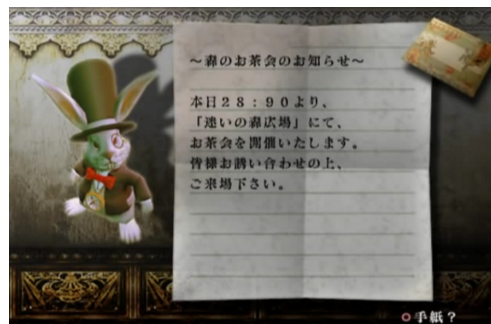 ～森のお茶会のお知らせ～
本日２８：９０より、
「迷いの森広場」にて、
お茶会を開催いたします。
皆様お誘い合わせの上、
ご来場下さい。
○手紙？